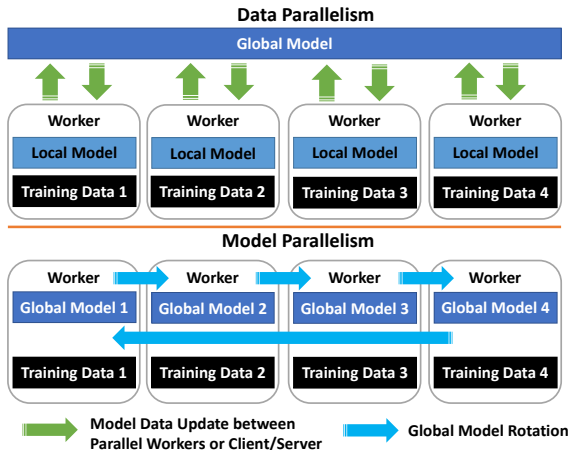 Data Parallelism
Global Model
Worker Worker Worker Worker
Local Model Local Model Local Model Local Model
Training Data 1 Training Data 2 Training Data 3 Training Data 4
Model Parallelism
Worker Worker Worker Worker
Global Model 1 Global Model 2 Global Model 3 Global Model 4
Training Data 1 Training Data 2 Training Data 3 Training Data 4
Model Data Update between
Parallel Workers or Client/Server
Global Model Rotation